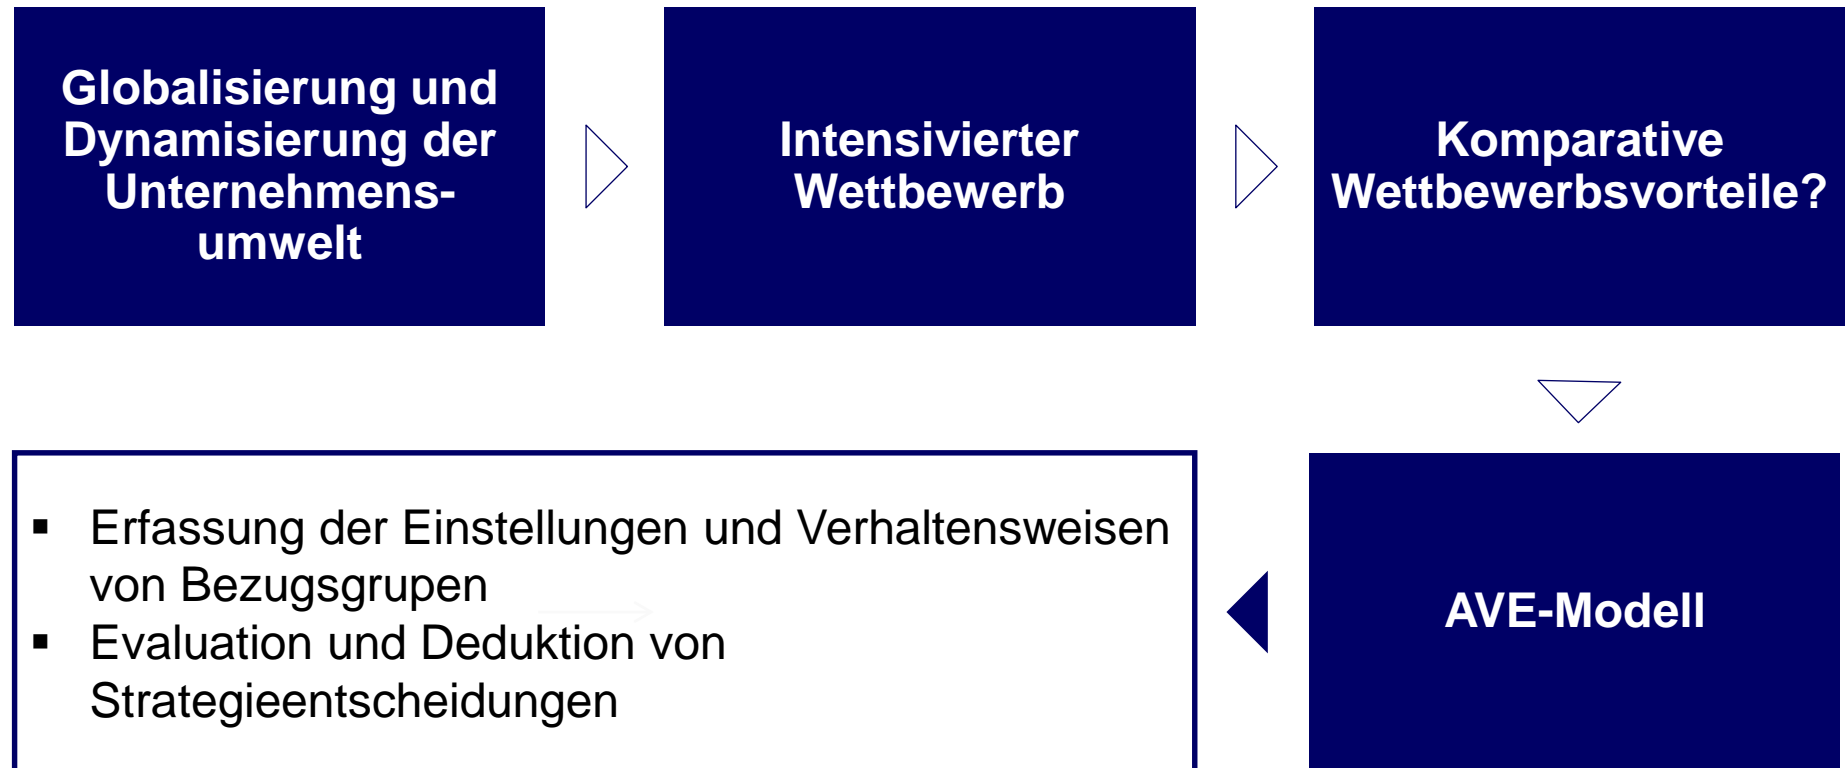 Globalisierung und
Dynamisierung der
Unternehmens-
umwelt
Intensivierter
Wettbewerb
Komparative
Wettbewerbsvorteile?
▪ Erfassung der Einstellungen und Verhaltensweisen
von Bezugsgrupen
▪ Evaluation und Deduktion von
Strategieentscheidungen
AVE-Modell